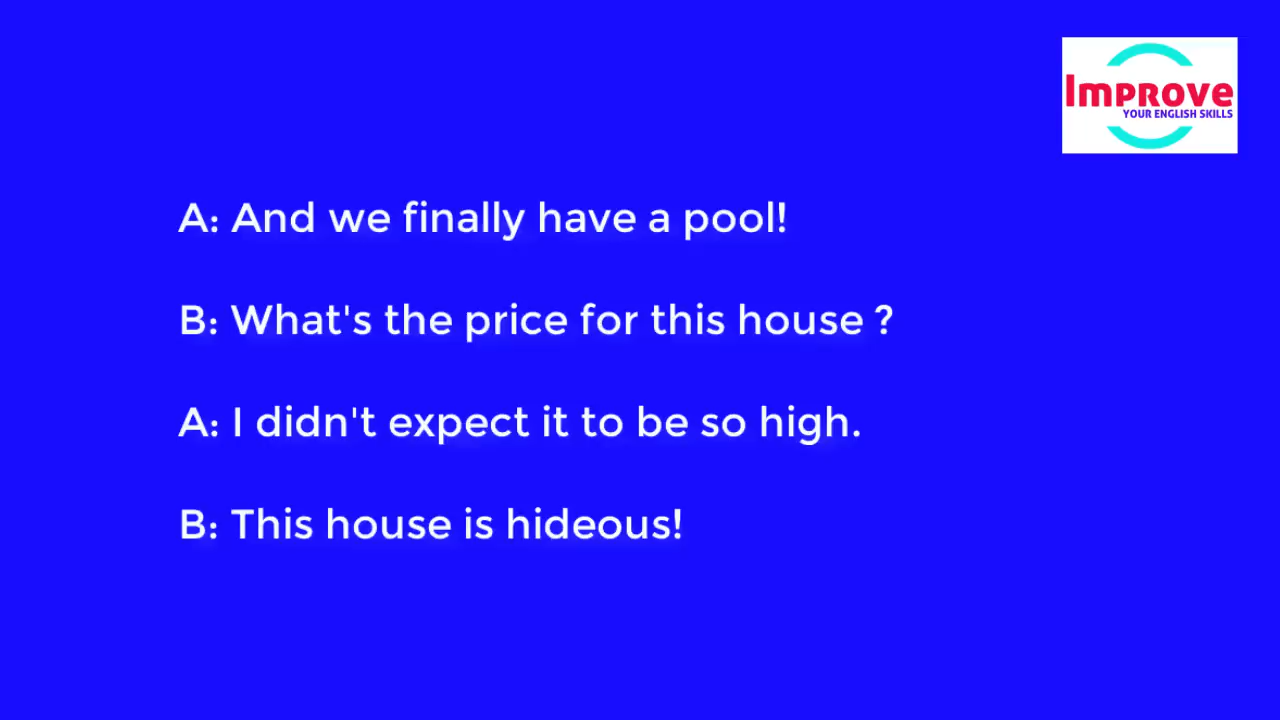 Improve
YOUR ENGLISH SKILLS
A: And we finally have a pool!
B: What's the price for this house ?
A: I didn't expect it to be so high.
B: This house is hideous!